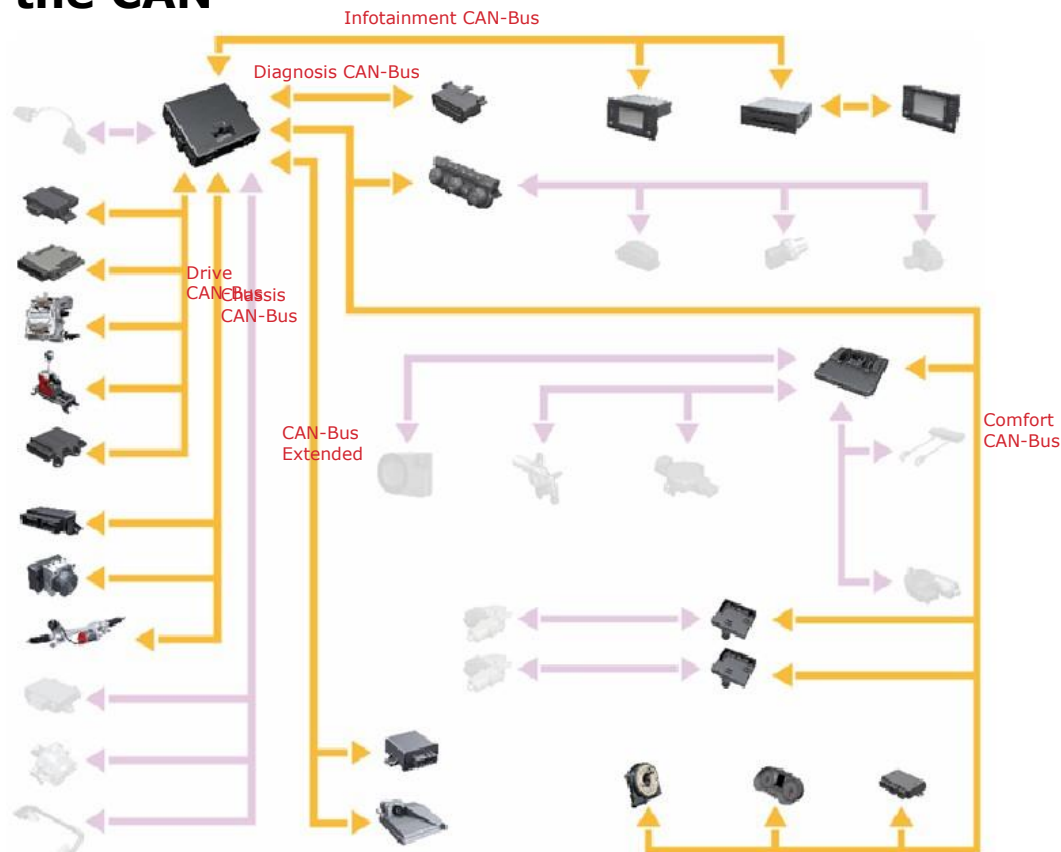 the CAN
Infotainment CAN-Bus
Diagnosis CAN-Bus
Drive
CAN-Bus
Chassis
CAN-Bus
CAN-Bus
Extended
Comfort
CAN-Bus